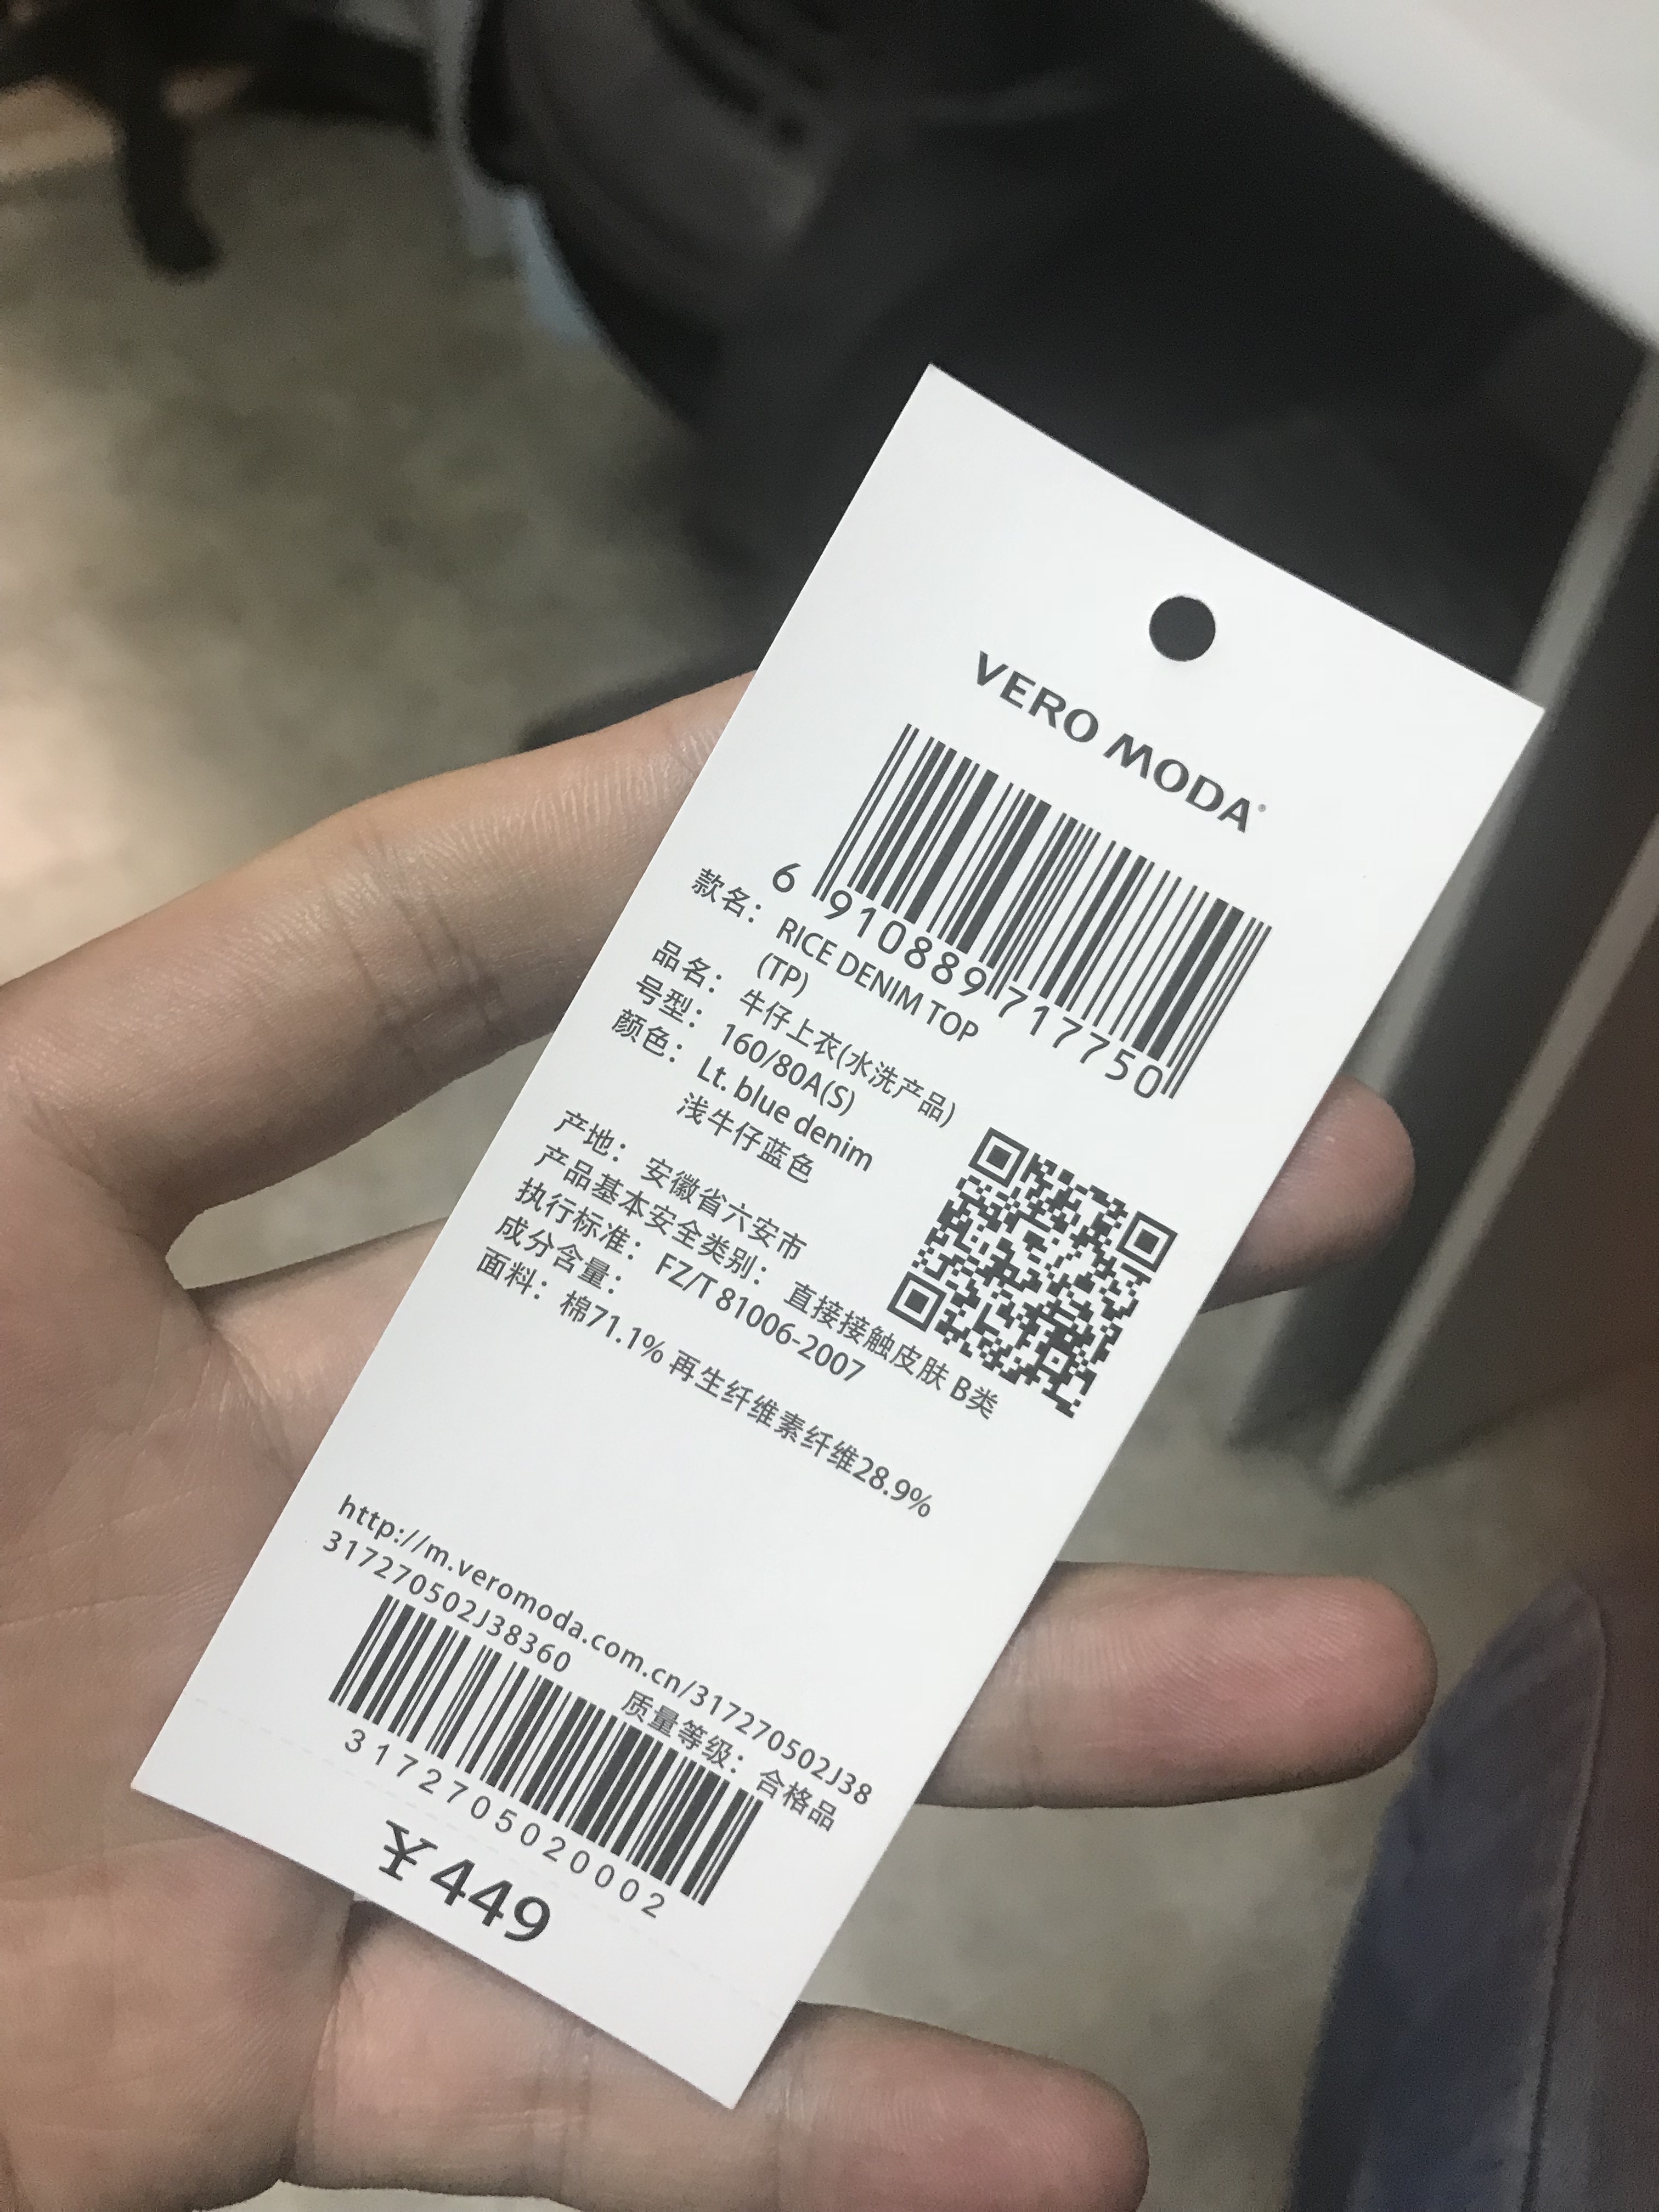 VERO MODA
6 910889 717750
款名： RICE DENIM TOP
(TP)
品名： 牛仔上衣(水洗产品)
号型： 160/80A(S)
颜色： Lt. blue denim
浅牛仔蓝色
产地： 安徽省六安市
产品基本安全类别： 直接接触皮肤 B类
执行标准： FZ/T 81006-2007
成分含量：
面料：棉71.1% 再生纤维素纤维28.9%
http://m.veromoda.com.cn/317270502J38
317270502J38360
质量等级：合格品
3172705020002
¥449